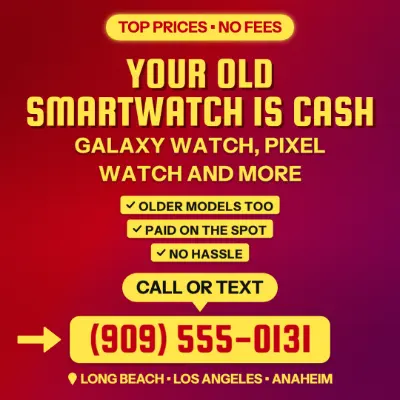 TOP PRICES • NO FEES
YOUR OLD
SMARTWATCH IS CASH
GALAXY WATCH, PIXEL
WATCH AND MORE
✓ OLDER MODELS TOO
✓ PAID ON THE SPOT
✓ NO HASSLE
CALL OR TEXT
(909) 555-0131
LONG BEACH • LOS ANGELES • ANAHEIM